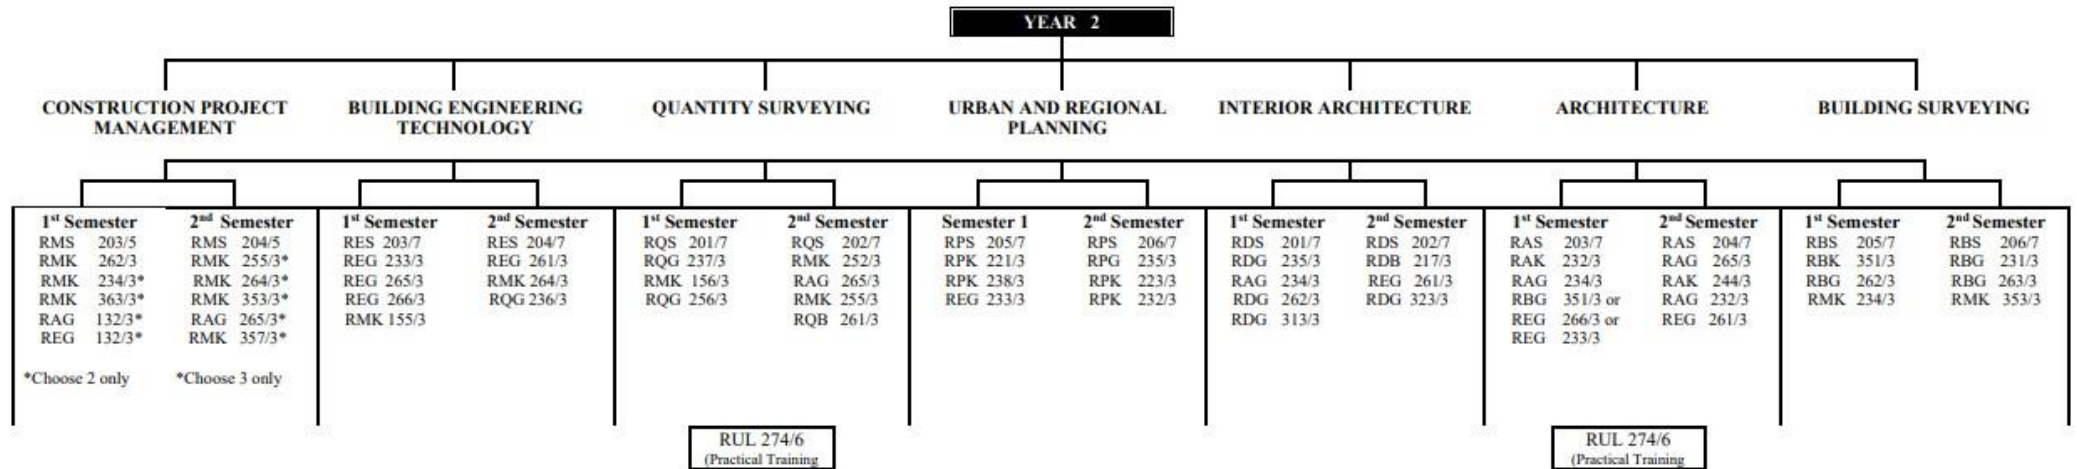 YEAR 2
CONSTRUCTION PROJECT
MANAGEMENT
BUILDING ENGINEERING
TECHNOLOGY
QUANTITY SURVEYING
URBAN AND REGIONAL
PLANNING
INTERIOR ARCHITECTURE
ARCHITECTURE
BUILDING SURVEYING
1st Semester
RMS 203/5
RMK 262/3
RMK 234/3*
RMK 363/3*
RAG 132/3*
REG 132/3*
*Choose 2 only
2nd Semester
RMS 204/5
RMK 255/3*
RMK 264/3*
RMK 353/3*
RAG 265/3*
RMK 357/3*
*Choose 3 only
1st Semester
RES 203/7
REG 233/3
REG 265/3
REG 266/3
RMK 155/3
2nd Semester
RES 204/7
REG 261/3
RMK 264/3
RQG 236/3
1st Semester
RQS 201/7
RQG 237/3
RMK 156/3
RQG 256/3
2nd Semester
RQS 202/7
RMK 252/3
RAG 265/3
RMK 255/3
RQB 261/3
Semester 1
RPS 205/7
RPK 221/3
RPK 238/3
REG 233/3
2nd Semester
RPS 206/7
RPG 235/3
RPK 223/3
RPK 232/3
1st Semester
RDS 201/7
RDG 235/3
RAG 234/3
RDG 262/3
RDG 313/3
2nd Semester
RDS 202/7
RDB 217/3
REG 261/3
RDG 323/3
1st Semester
RAS 203/7
RAK 232/3
RAG 234/3
RBG 351/3 or
REG 266/3 or
REG 233/3
2nd Semester
RAS 204/7
RAG 265/3
RAK 244/3
RAG 232/3
REG 261/3
1st Semester
RBS 205/7
RBK 351/3
RBG 262/3
RMK 234/3
2nd Semester
RBS 206/7
RBG 231/3
RBG 263/3
RMK 353/3
RUL 274/6
(Practical Training
RUL 274/6
(Practical Training